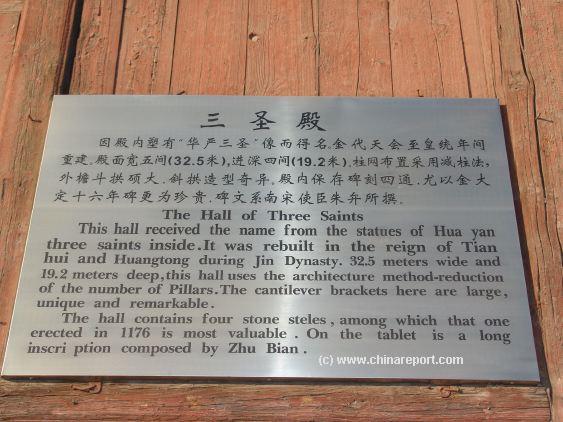 三圣殿
因殿内塑有"华严三圣"像而得名.金代天会至皇统年间
重建.殿面宽五间(32.5米),进深四间(19.2米),柱网布置采用减柱法,
外檐斗拱硕大.斜拱造型奇异。殿内保存碑刻四通,尤以金大
定十六年碑更为珍贵,碑文系南宋使臣朱弁所撰。
The Hall of Three Saints
This hall received the name from the statues of Hua yan
three saints inside.It was rebuilt in the reign of Tian
hui and Huangtong during Jin Dynasty. 32.5 meters wide and
19.2 meters deep,this hall uses the architecture method-reduction
of the number of Pillars.The cantilever brackets here are large,
unique and remarkable.
The hall contains four stone steles, among which that one
erected in 1176 is most valuable. On the tablet is a long
inscri ption composed by Zhu Bian.
(c) www.chinareport.com